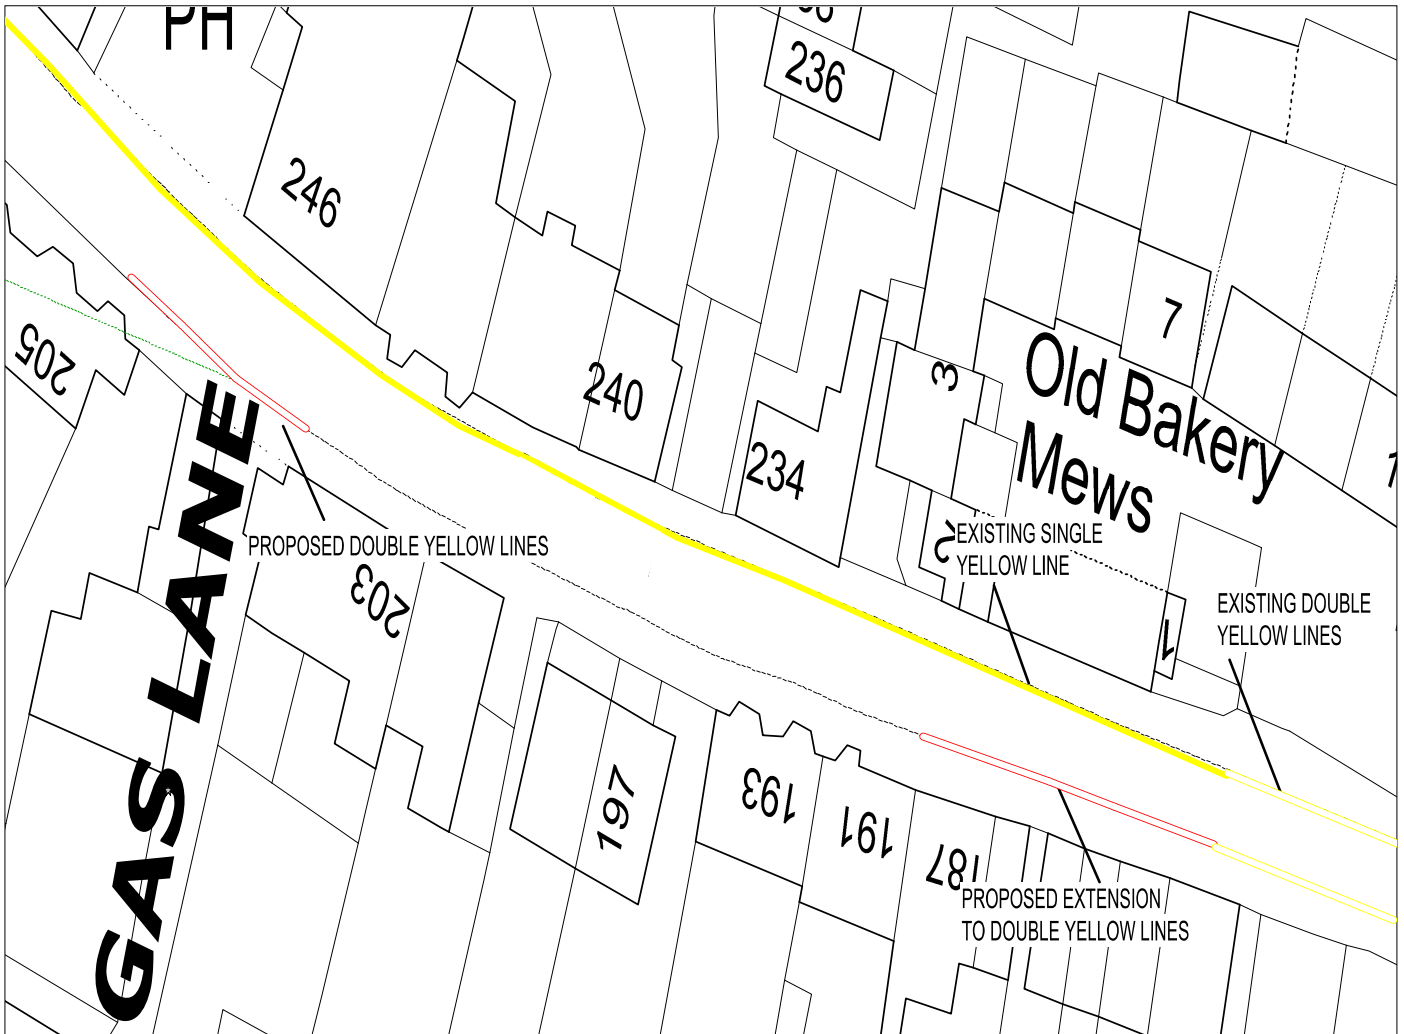 PH
236
246
205
240
234
3
7
Old Bakery
Mews
GAS LANE
PROPOSED DOUBLE YELLOW LINES
203
2
EXISTING SINGLE
YELLOW LINE
EXISTING DOUBLE
YELLOW LINES
1
197
193
191
187
PROPOSED EXTENSION
TO DOUBLE YELLOW LINES